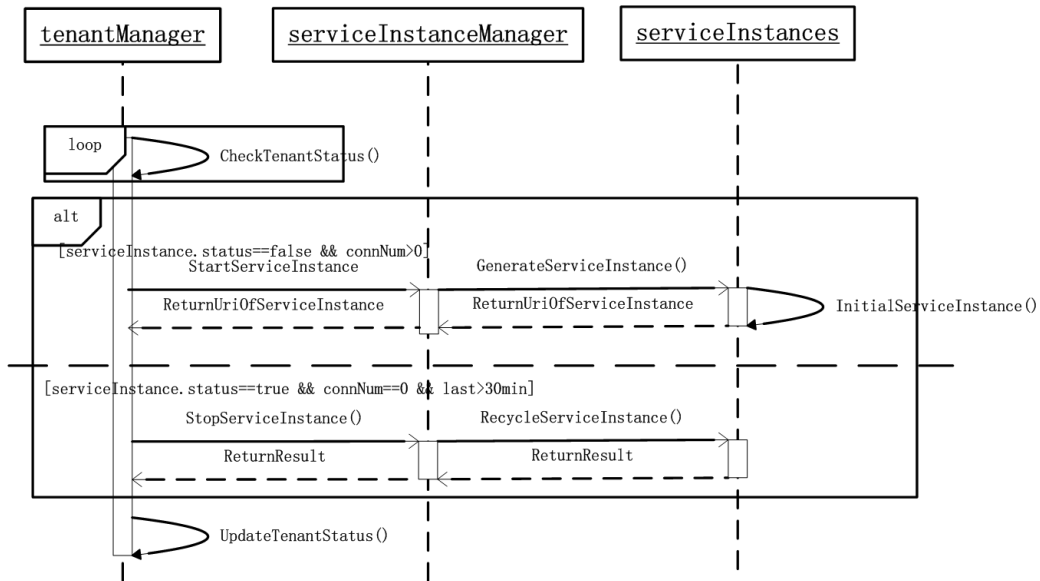 tenantManager
serviceInstanceManager
serviceInstances
loop
CheckTenantStatus()
alt
[serviceInstance.status==false && connNum>0]
StartServiceInstance
GenerateServiceInstance()
ReturnUriOfServiceInstance
ReturnUriOfServiceInstance
InitialServiceInstance()
[serviceInstance.status==true && connNum==0 && last>30min]
StopServiceInstance()
RecycleServiceInstance()
ReturnResult
ReturnResult
UpdateTenantStatus()